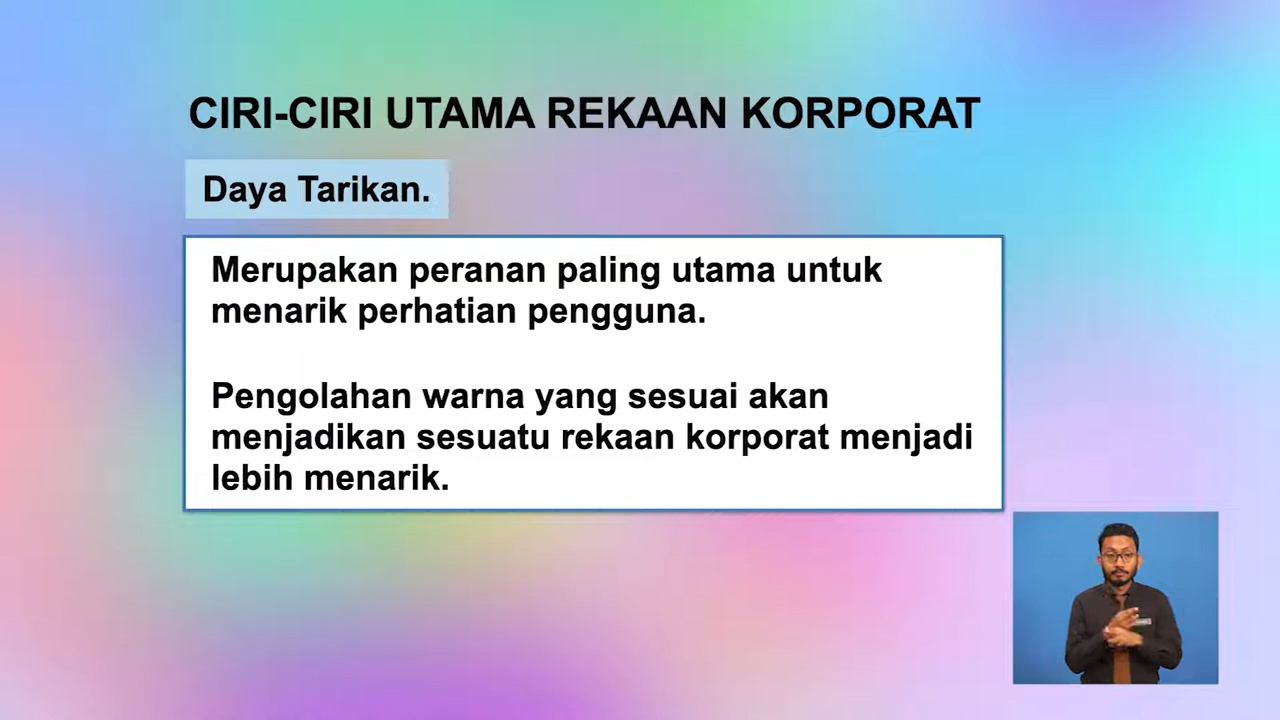 CIRI-CIRI UTAMA REKAAN KORPORAT
Daya Tarikan.
Merupakan peranan paling utama untuk
menarik perhatian pengguna.
Pengolahan warna yang sesuai akan
menjadikan sesuatu rekaan korporat menjadi
lebih menarik.